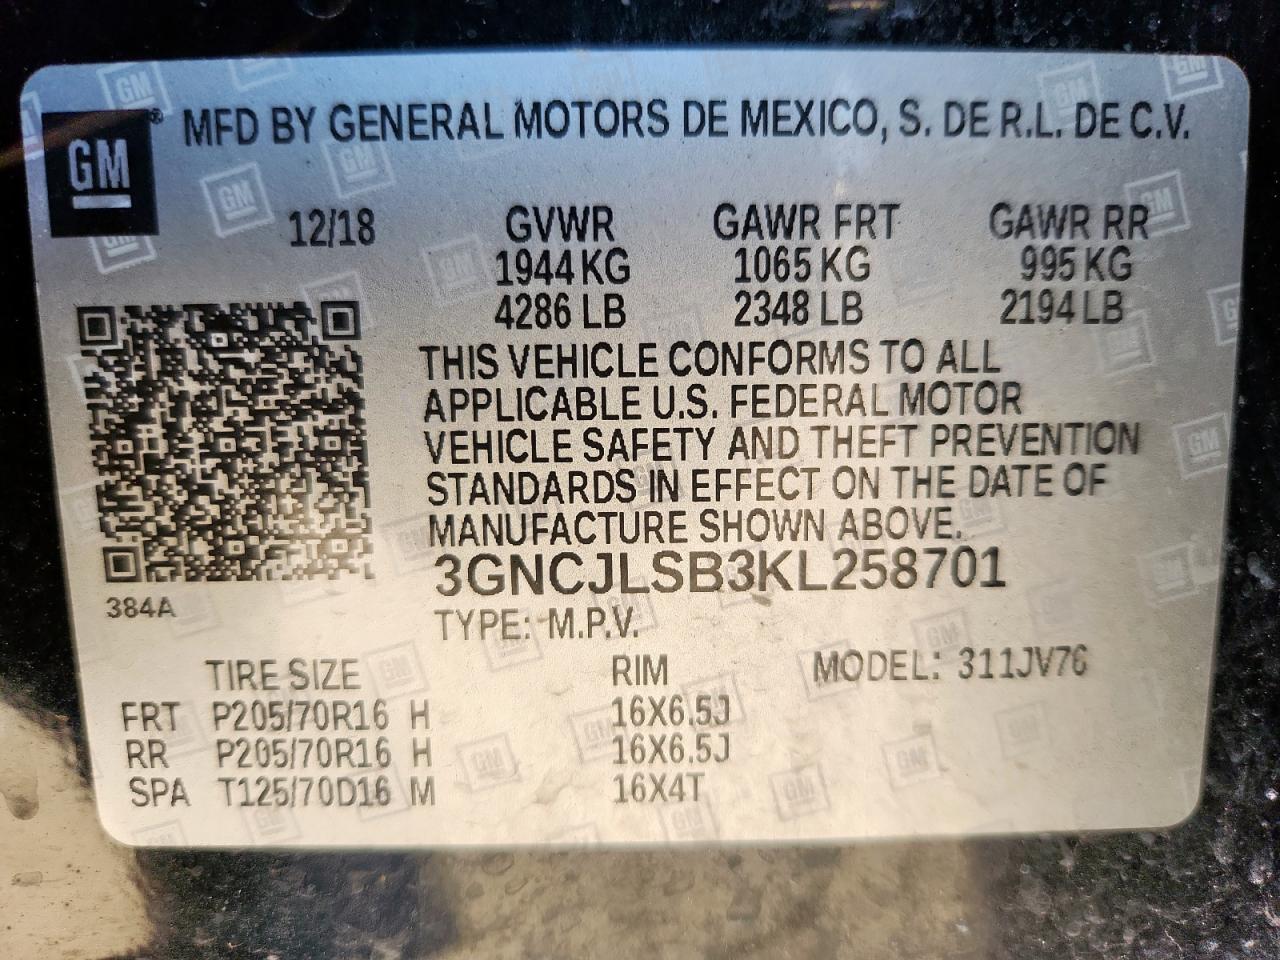 GM® MFD BY GENERAL MOTORS DE MEXICO, S. DE R.L. DE C.V.
12/18 GVWR GAWR FRT GAWR RR
1944 KG 1065 KG 995 KG
4286 LB 2348 LB 2194 LB
THIS VEHICLE CONFORMS TO ALL
APPLICABLE U.S. FEDERAL MOTOR
VEHICLE SAFETY AND THEFT PREVENTION
STANDARDS IN EFFECT ON THE DATE OF
MANUFACTURE SHOWN ABOVE.
3GNCJLSB3KL258701
384A
TYPE: M.P.V.
TIRE SIZE RIM MODEL: 311JV76
FRT P205/70R16 H 16X6.5J
RR P205/70R16 H 16X6.5J
SPA T125/70D16 M 16X4T